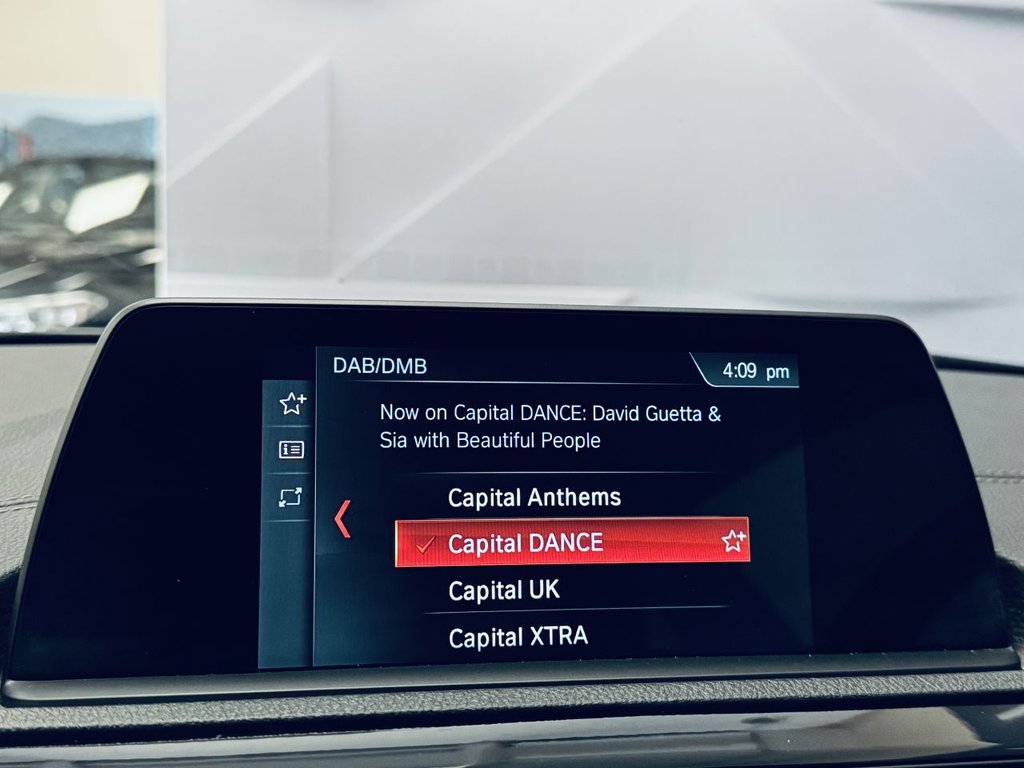 DAB/DMB
4:09 pm
Now on Capital DANCE: David Guetta &
Sia with Beautiful People
Capital Anthems
Capital DANCE
Capital UK
Capital XTRA